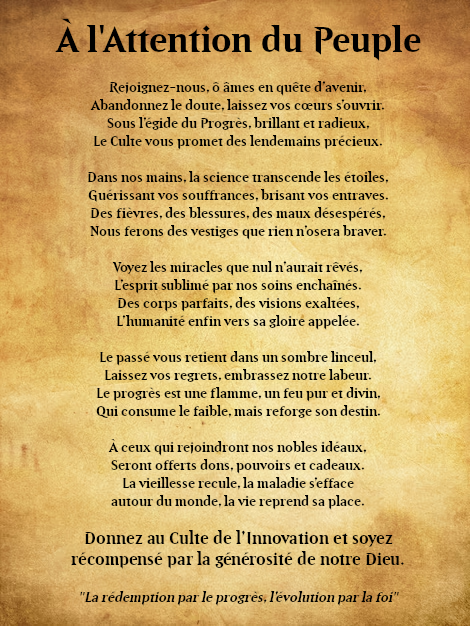 À l'Attention du Peuple
Rejoignez-nous, ô âmes en quête d'avenir,
Abandonnez le doute, laissez vos cœurs s'ouvrir.
Sous l'égide du Progrès, brillant et radieux,
Le Culte vous promet des lendemains précieux.
Dans nos mains, la science transcende les étoiles,
Guérissant vos souffrances, brisant vos entraves.
Des fièvres, des blessures, des maux désespérés,
Nous ferons des vestiges que rien n'osera braver.
Voyez les miracles que nul n'aurait rêvés,
L'esprit sublimé par nos soins enchaînés.
Des corps parfaits, des visions exaltées,
L'humanité enfin vers sa gloire appelée.
Le passé vous retient dans un sombre linceul,
Laissez vos regrets, embrassez notre labeur.
Le progrès est une flamme, un feu pur et divin,
Qui consume le faible, mais reforge son destin.
À ceux qui rejoindront nos nobles idéaux,
Seront offerts dons, pouvoirs et cadeaux.
La vieillesse recule, la maladie s'efface
autour du monde, la vie reprend sa place.
Donnez au Culte de l'Innovation et soyez
récompensé par la générosité de notre Dieu.
"La rédemption par le progrès, l'évolution par la foi"